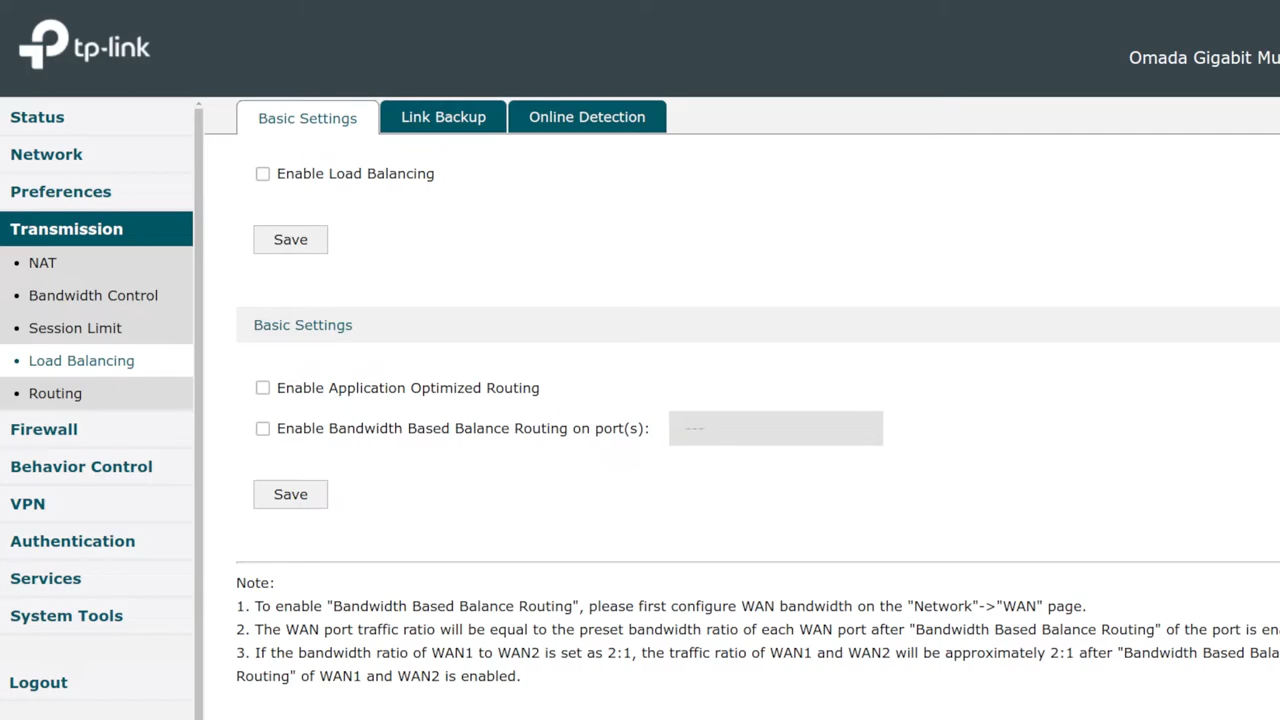 tp-link
Omada Gigabit Mu
Status
Network
Preferences
Transmission
NAT
Bandwidth Control
Session Limit
Load Balancing
Routing
Firewall
Behavior Control
VPN
Authentication
Services
System Tools
Logout
Basic Settings
Link Backup
Online Detection
Enable Load Balancing
Save
Basic Settings
Enable Application Optimized Routing
Enable Bandwidth Based Balance Routing on port(s): ---
Save
Note:
1. To enable "Bandwidth Based Balance Routing", please first configure WAN bandwidth on the "Network"->"WAN" page.
2. The WAN port traffic ratio will be equal to the preset bandwidth ratio of each WAN port after "Bandwidth Based Balance Routing" of the port is ena
3. If the bandwidth ratio of WAN1 to WAN2 is set as 2:1, the traffic ratio of WAN1 and WAN2 will be approximately 2:1 after "Bandwidth Based Bala
Routing" of WAN1 and WAN2 is enabled.